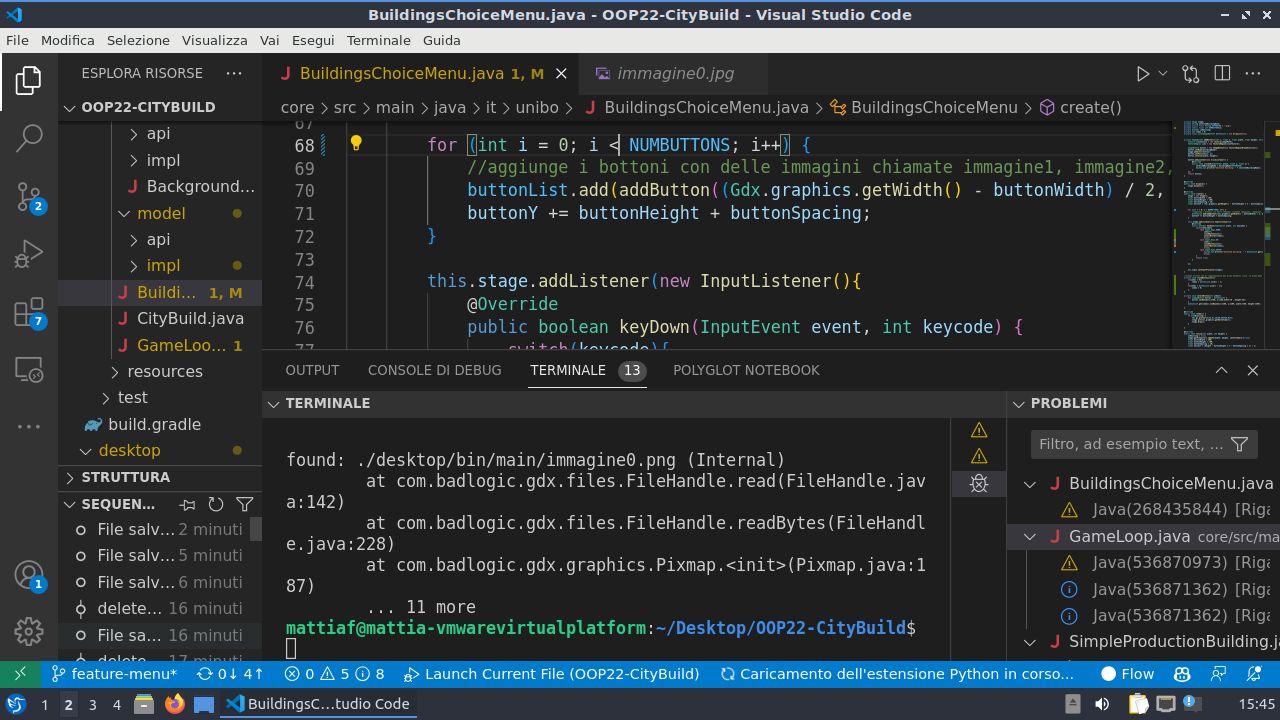 BuildingsChoiceMenu.java - OOP22-CityBuild - Visual Studio Code
File Modifica Selezione Visualizza Vai Esegui Terminale Guida
ESPLORA RISORSE
BuildingsChoiceMenu.java 1, M
immagine0.jpg
OOP22-CITYBUILD
core > src > main > java > it > unibo > BuildingsChoiceMenu.java > BuildingsChoiceMenu > create()
api
impl
Background...
model
api
impl
Buildi... 1, M
CityBuild.java
GameLoo... 1
resources
test
build.gradle
desktop
STRUTTURA
SEQUEN...
File salv... 2 minuti
File salv... 5 minuti
File salv... 6 minuti
delete... 16 minuti
File sa... 16 minuti
delete... 17 minuti
2
7
1
67
68 for (int i = 0; i < NUMBUTTONS; i++) {
69 //aggiunge i bottoni con delle immagini chiamate immagine1, immagine2,
70 buttonList.add(addButton((Gdx.graphics.getWidth() - buttonWidth) / 2,
71 buttonY += buttonHeight + buttonSpacing;
72 }
73
74 this.stage.addListener(new InputListener(){
75 @Override
76 public boolean keyDown(InputEvent event, int keycode) {
77 switch(keycode){
OUTPUT CONSOLE DI DEBUG TERMINALE 13 POLYGLOT NOTEBOOK
TERMINALE
found: ./desktop/bin/main/immagine0.png (Internal)
at com.badlogic.gdx.files.FileHandle.read(FileHandle.jav
a:142)
at com.badlogic.gdx.files.FileHandle.readBytes(FileHandl
e.java:228)
at com.badlogic.gdx.graphics.Pixmap.<init>(Pixmap.java:1
87)
... 11 more
mattiaf@mattia-vmwarevirtualplatform:~/Desktop/OOP22-CityBuild$
PROBLEMI
Filtro, ad esempio text, ...
BuildingsChoiceMenu.java
Java(268435844) [Riga
GameLoop.java core/src/ma
Java(536870973) [Riga
Java(536871362) [Riga
Java(536871362) [Riga
SimpleProductionBuilding.ja
feature-menu* 0↓ 4↑ 0 5 8 Launch Current File (OOP22-CityBuild) Caricamento dell'estensione Python in corso... Flow
1 2 3 4 BuildingsC...tudio Code 15:45